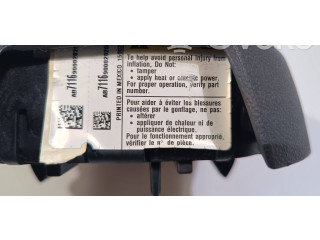 To help avoid personal injury from
inflation, Do Not:
• tamper
• apply heat or electric power.
For proper operation, verify part
number.
Pour aider à éviter les blessures
causées par le gonflage, ne pas:
• altérer
• appliquer de chaleur ni de
puissance électrique.
Pour le fonctionnement approprié,
vérifier le n° de pièce.
PRINTED IN MEXICO